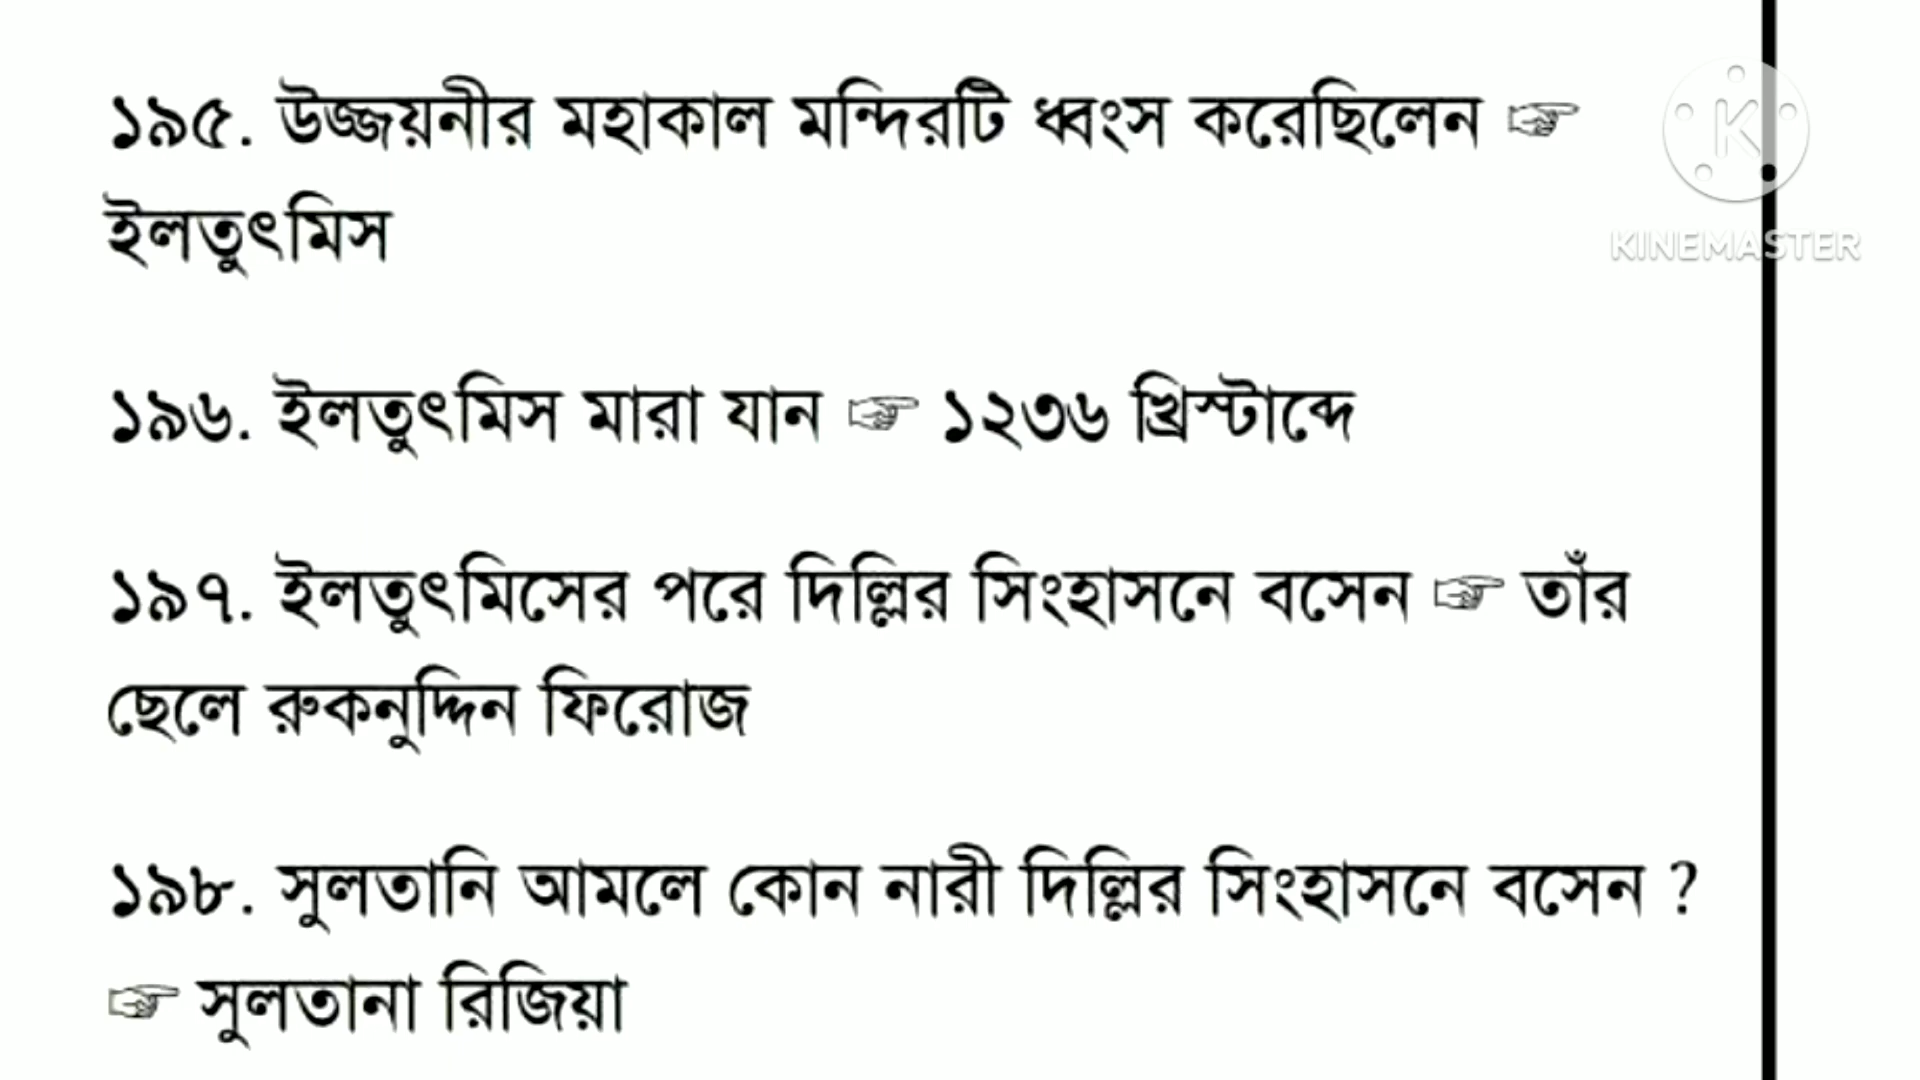 ১৯৫. উজ্জয়নীর মহাকাল মন্দিরটি ধ্বংস করেছিলেন ☞
ইলতুৎমিস
১৯৬. ইলতুৎমিস মারা যান ☞ ১২৩৬ খ্রিস্টাব্দে
১৯৭. ইলতুৎমিসের পরে দিল্লির সিংহাসনে বসেন ☞ তাঁর
ছেলে রুকনুদ্দিন ফিরোজ
১৯৮. সুলতানি আমলে কোন নারী দিল্লির সিংহাসনে বসেন ?
☞ সুলতানা রিজিয়া
K
KINEMASTER